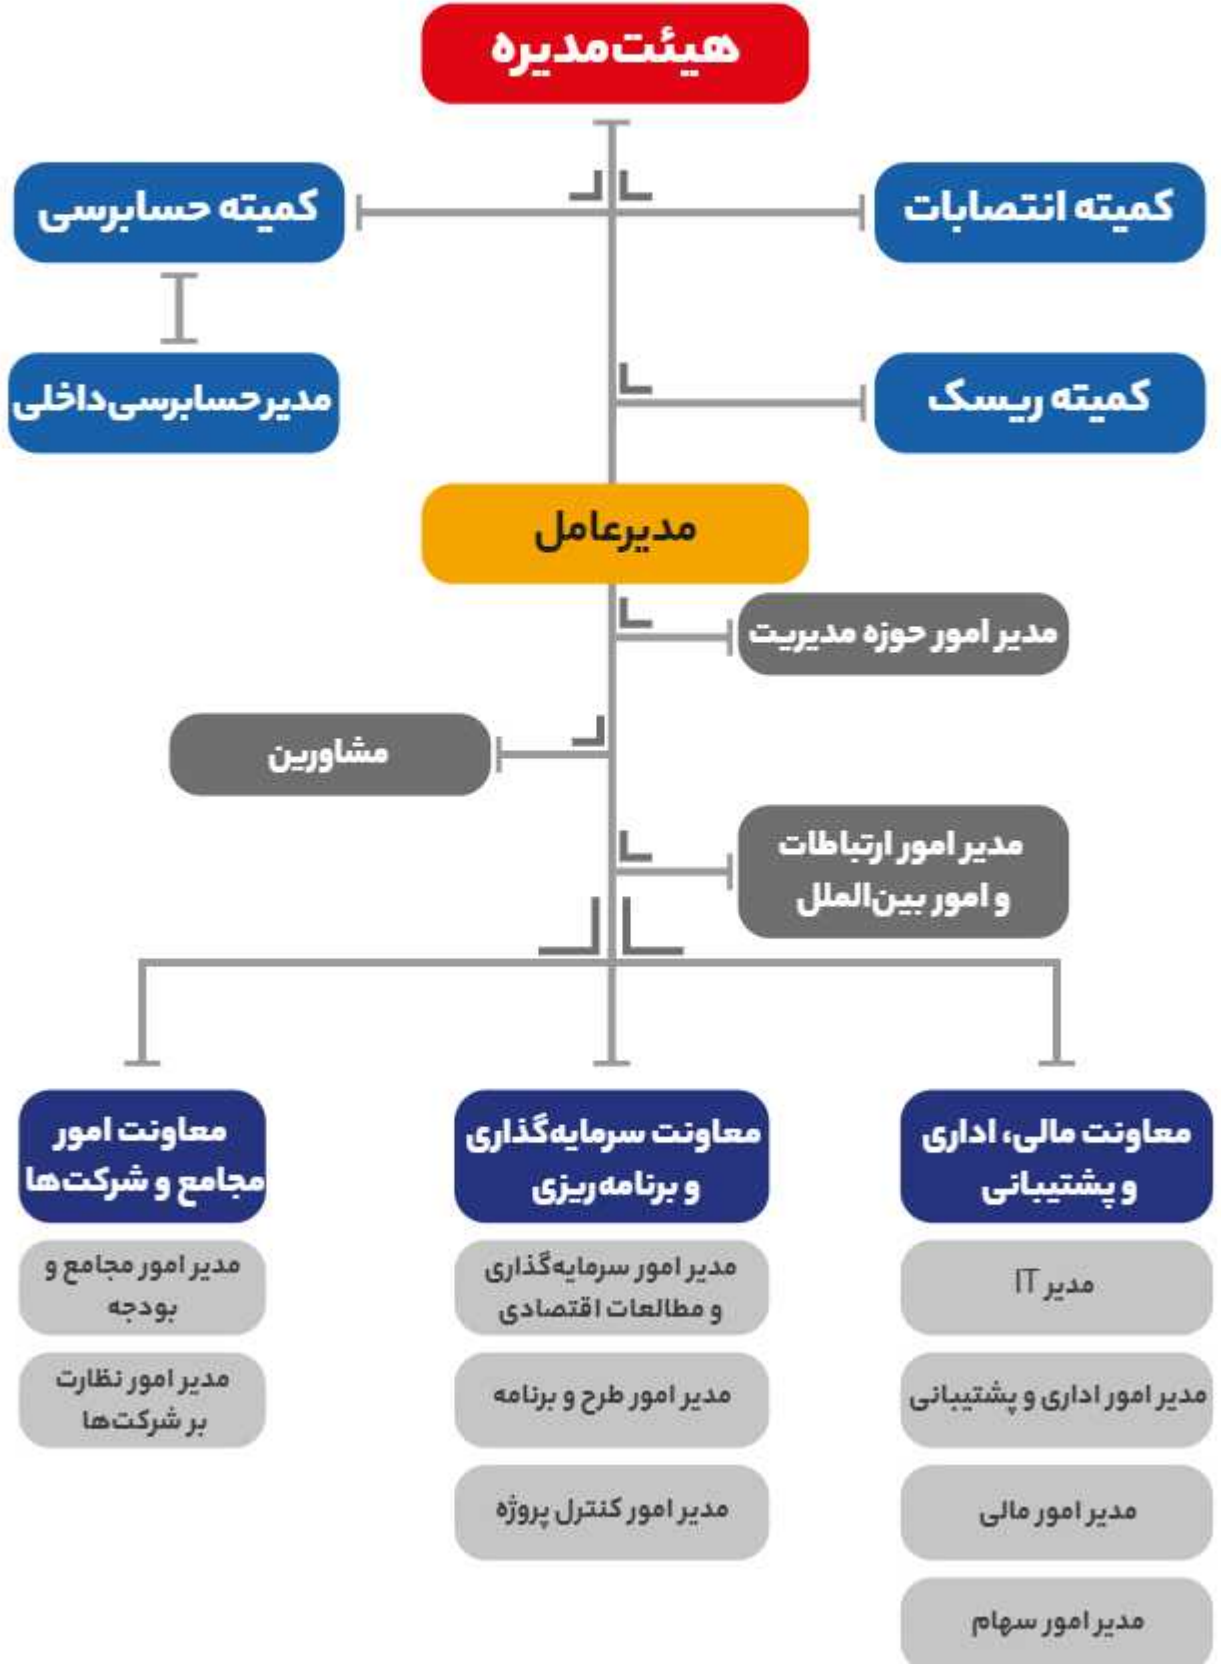 هیئت‌مدیره
کمیته انتصابات
کمیته حسابرسی
کمیته ریسک
مدیر حسابرسی داخلی
مدیرعامل
مدیر امور حوزه مدیریت
مشاورین
مدیر امور ارتباطات
و امور بین‌الملل
معاونت مالی، اداری
و پشتیبانی
مدیر IT
مدیر امور اداری و پشتیبانی
مدیر امور مالی
مدیر امور سهام
معاونت سرمایه‌گذاری
و برنامه‌ریزی
مدیر امور سرمایه‌گذاری
و مطالعات اقتصادی
مدیر امور طرح و برنامه
مدیر امور کنترل پروژه
معاونت امور
مجامع و شرکت‌ها
مدیر امور مجامع و
بودجه
مدیر امور نظارت
بر شرکت‌ها